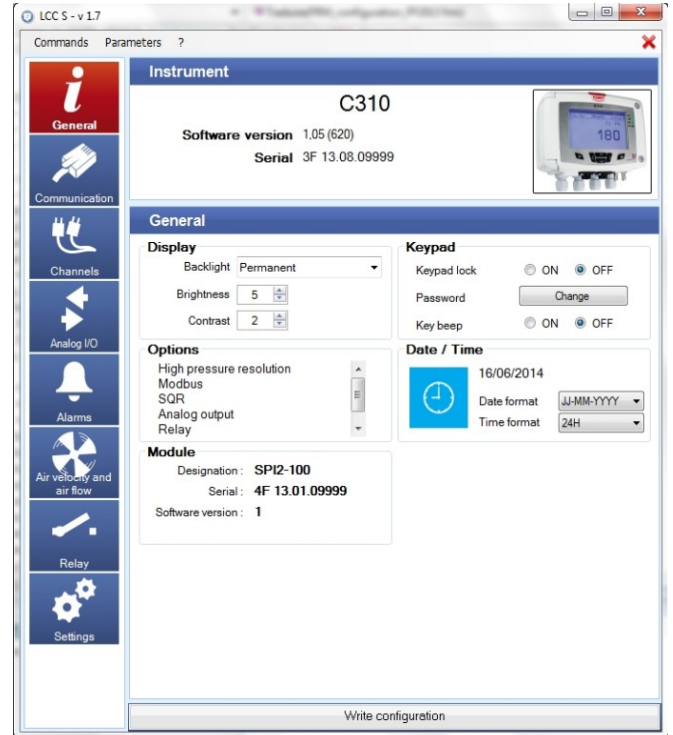 LCC S - v 1.7
Commands Parameters ?
General
Communication
Channels
Analog I/O
Alarms
Air velocity and
air flow
Relay
Settings
Instrument
C310
Software version 1,05 (620)
Serial 3F 13.08.09999
180
General
Display
Backlight Permanent
Brightness 5
Contrast 2
Keypad
Keypad lock ON OFF
Password Change
Key beep ON OFF
Options
High pressure resolution
Modbus
SQR
Analog output
Relay
Date / Time
16/06/2014
Date format JJ-MM-YYYY
Time format 24H
Module
Designation : SPI2-100
Serial : 4F 13.01.09999
Software version : 1
Write configuration